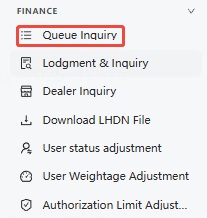 FINANCE
Queue Inquiry
Lodgment & Inquiry
Dealer Inquiry
Download LHDN File
User status adjustment
User Weightage Adjustment
Authorization Limit Adjust...